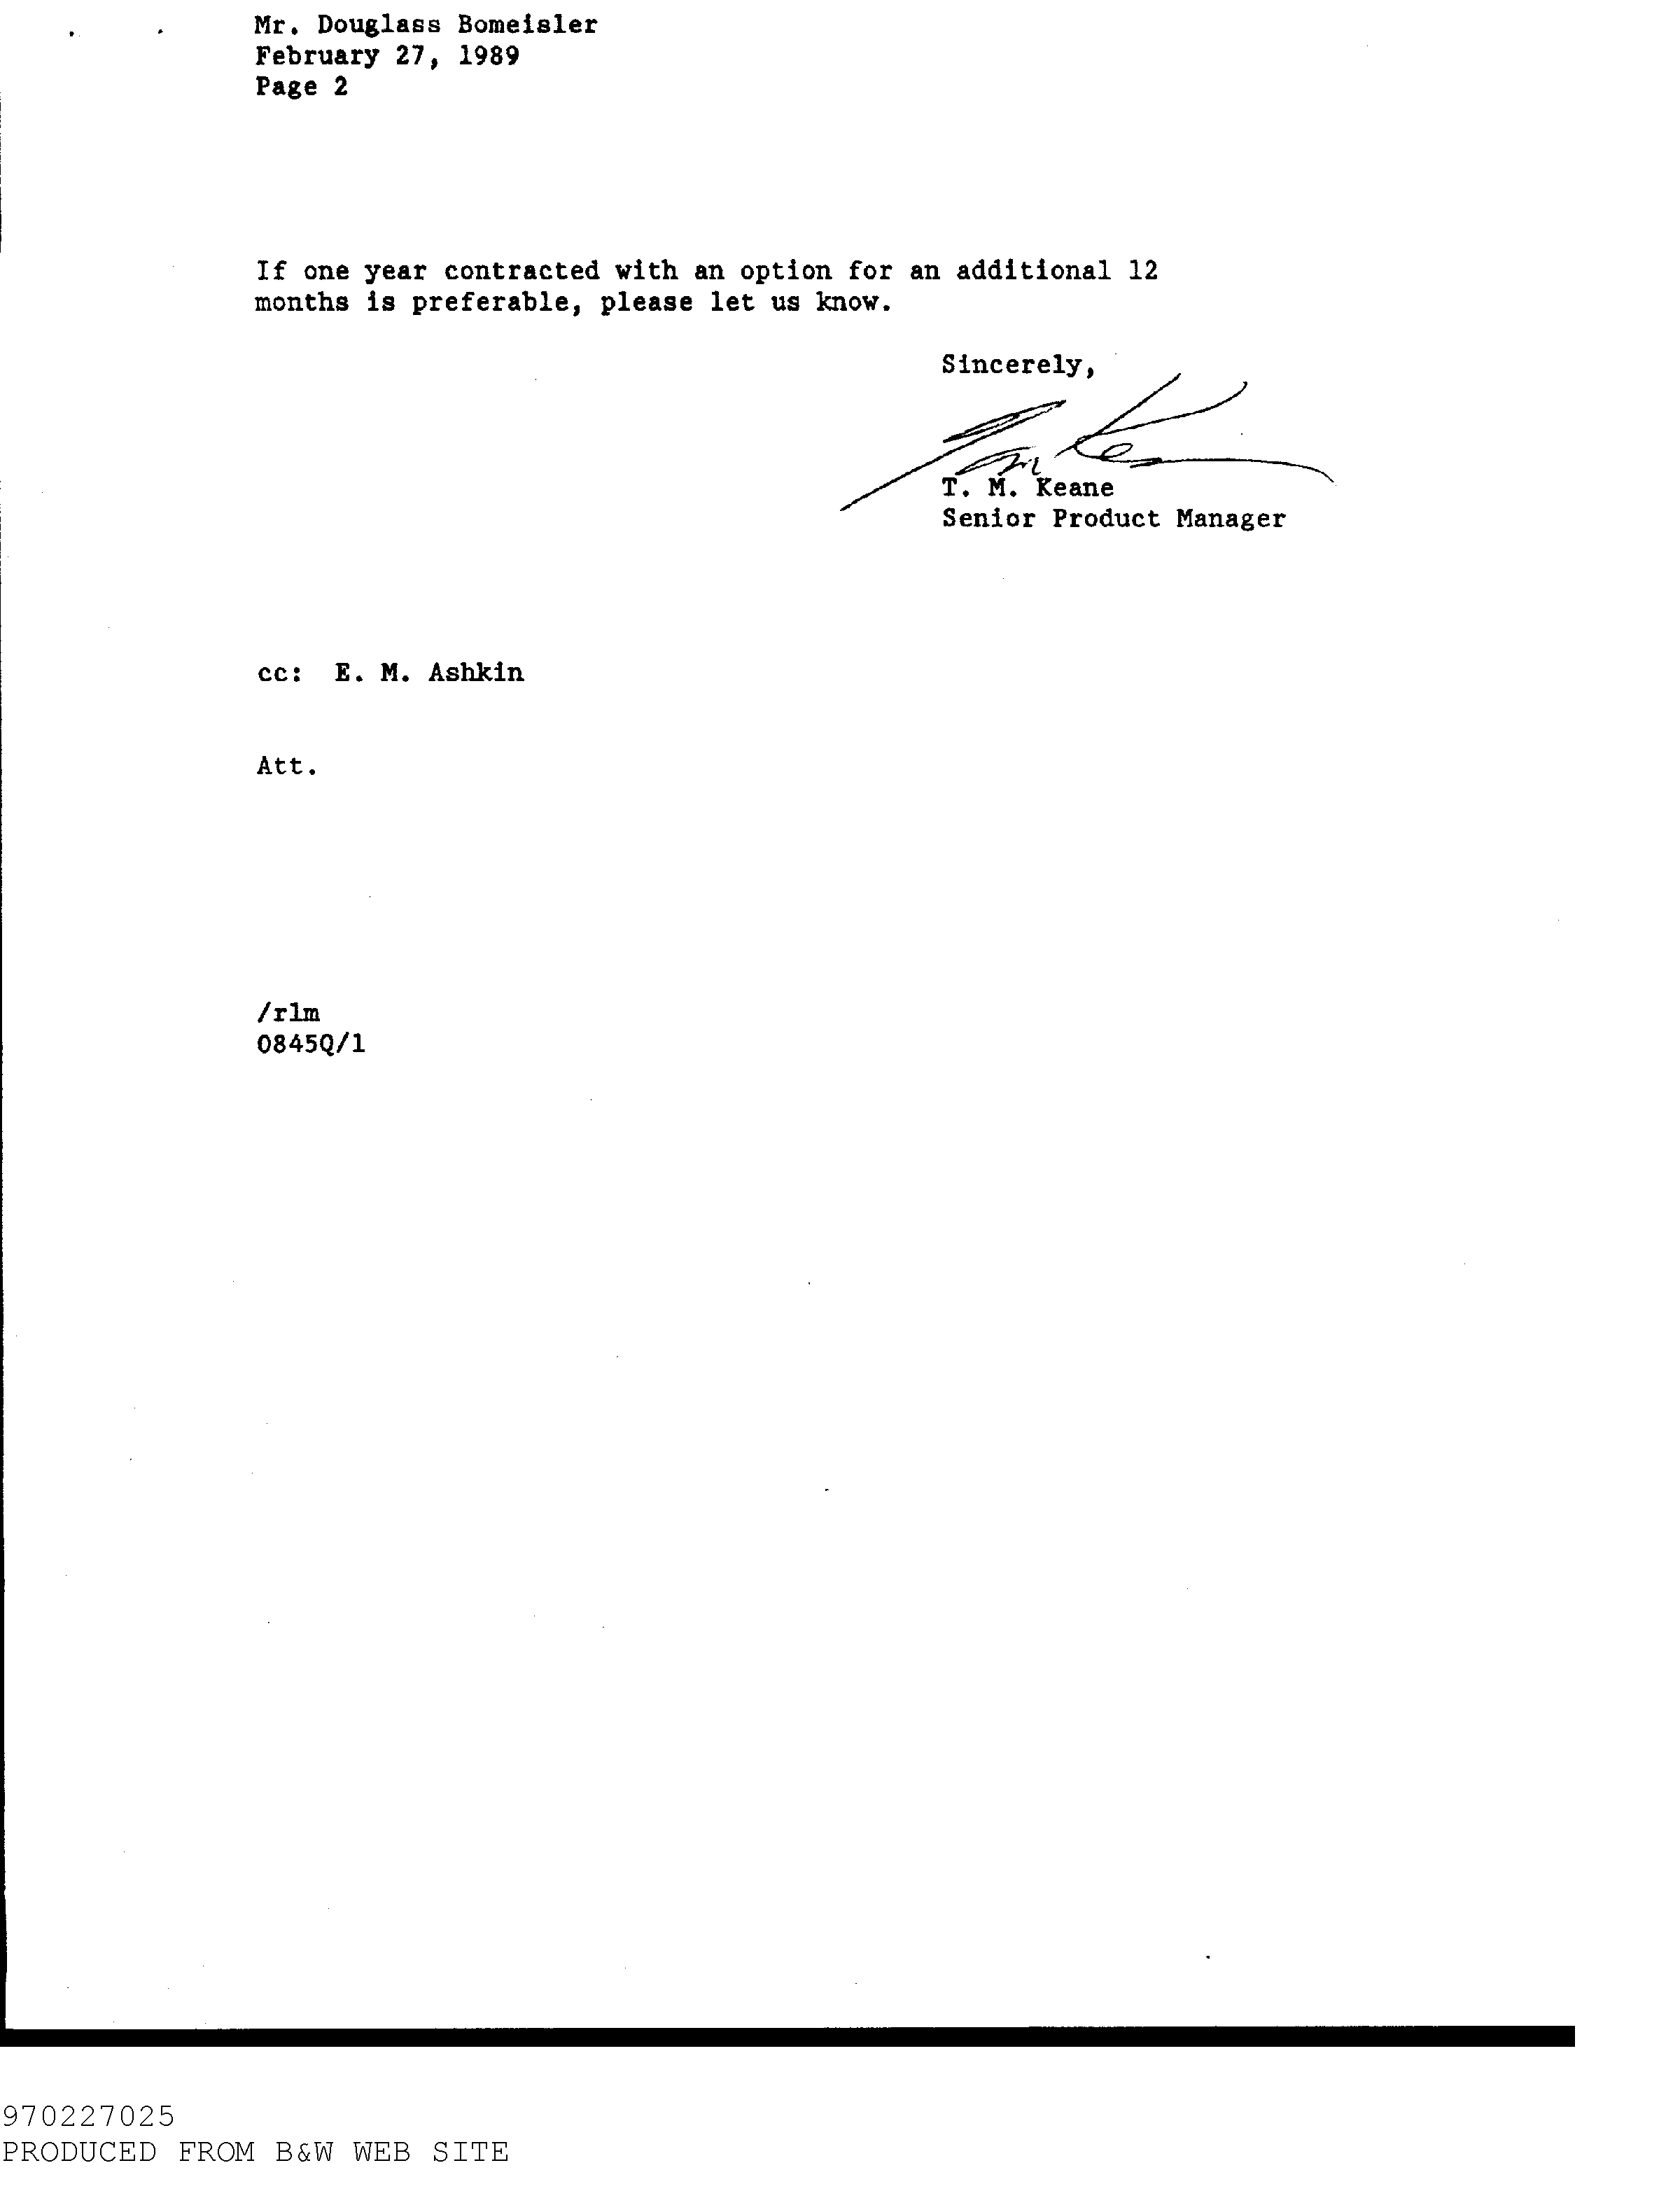 Mr. Douglass Bomeisler
February 27, 1989
Page 2
If one year contracted with an option for an additional 12
months is preferable, please let us know.
Sincerely,
Tom Keane
T. M. Keane
Senior Product Manager
cc: E. M. Ashkin
Att.
/rlm
0845Q/1
970227025
PRODUCED FROM B&W WEB SITE